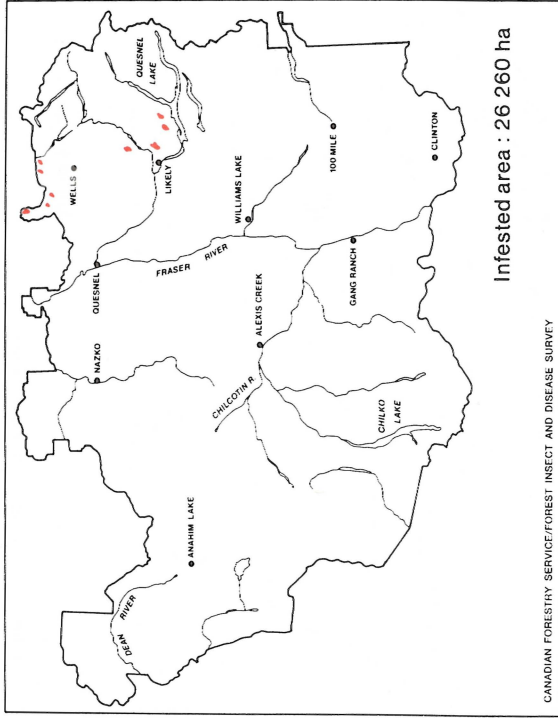 QUESNEL
LAKE
WELLS
LIKELY
QUESNEL
FRASER RIVER
WILLIAMS LAKE
100 MILE
CLINTON
NAZKO
ALEXIS CREEK
GANG RANCH
CHILCOTIN R
CHILKO
LAKE
ANAHIM LAKE
DEAN RIVER
Infested area : 26 260 ha
CANADIAN FORESTRY SERVICE/FOREST INSECT AND DISEASE SURVEY